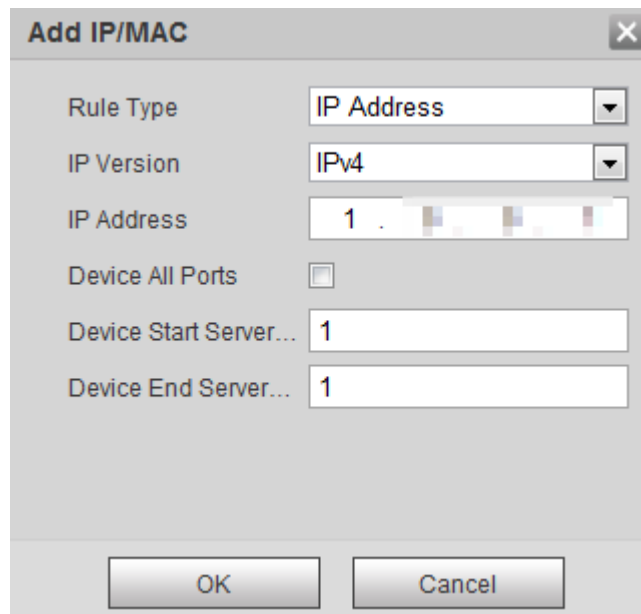 Add IP/MAC
Rule Type IP Address
IP Version IPv4
IP Address 1 .
Device All Ports
Device Start Server... 1
Device End Server... 1
OK Cancel